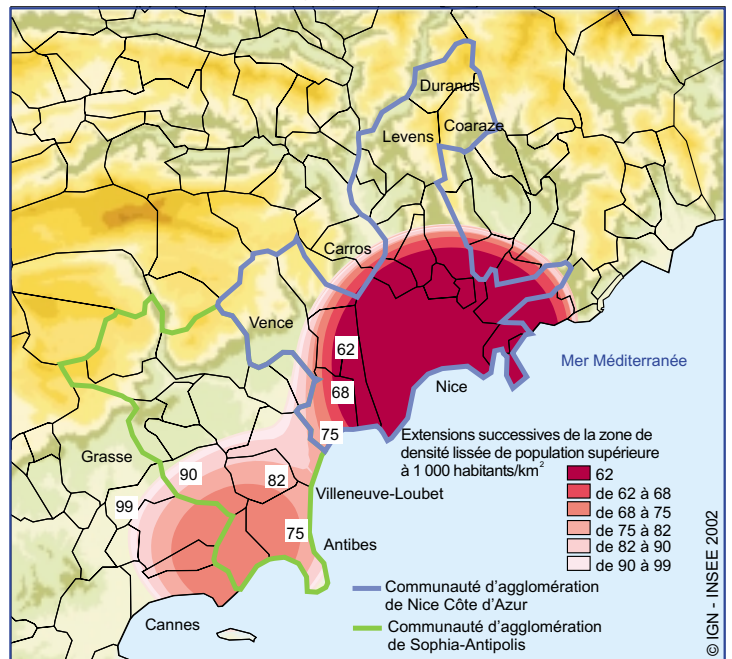 Duranus
Levens
Coaraze
Carros
Vence
62
Mer Méditerranée
68
Nice
75
Grasse
90
82
99
Villeneuve-Loubet
75
Antibes
Cannes
Extensions successives de la zone de
densité lissée de population supérieure
à 1 000 habitants/km²
62
de 62 à 68
de 68 à 75
de 75 à 82
de 82 à 90
de 90 à 99
Communauté d'agglomération
de Nice Côte d'Azur
Communauté d'agglomération
de Sophia-Antipolis
© IGN - INSEE 2002